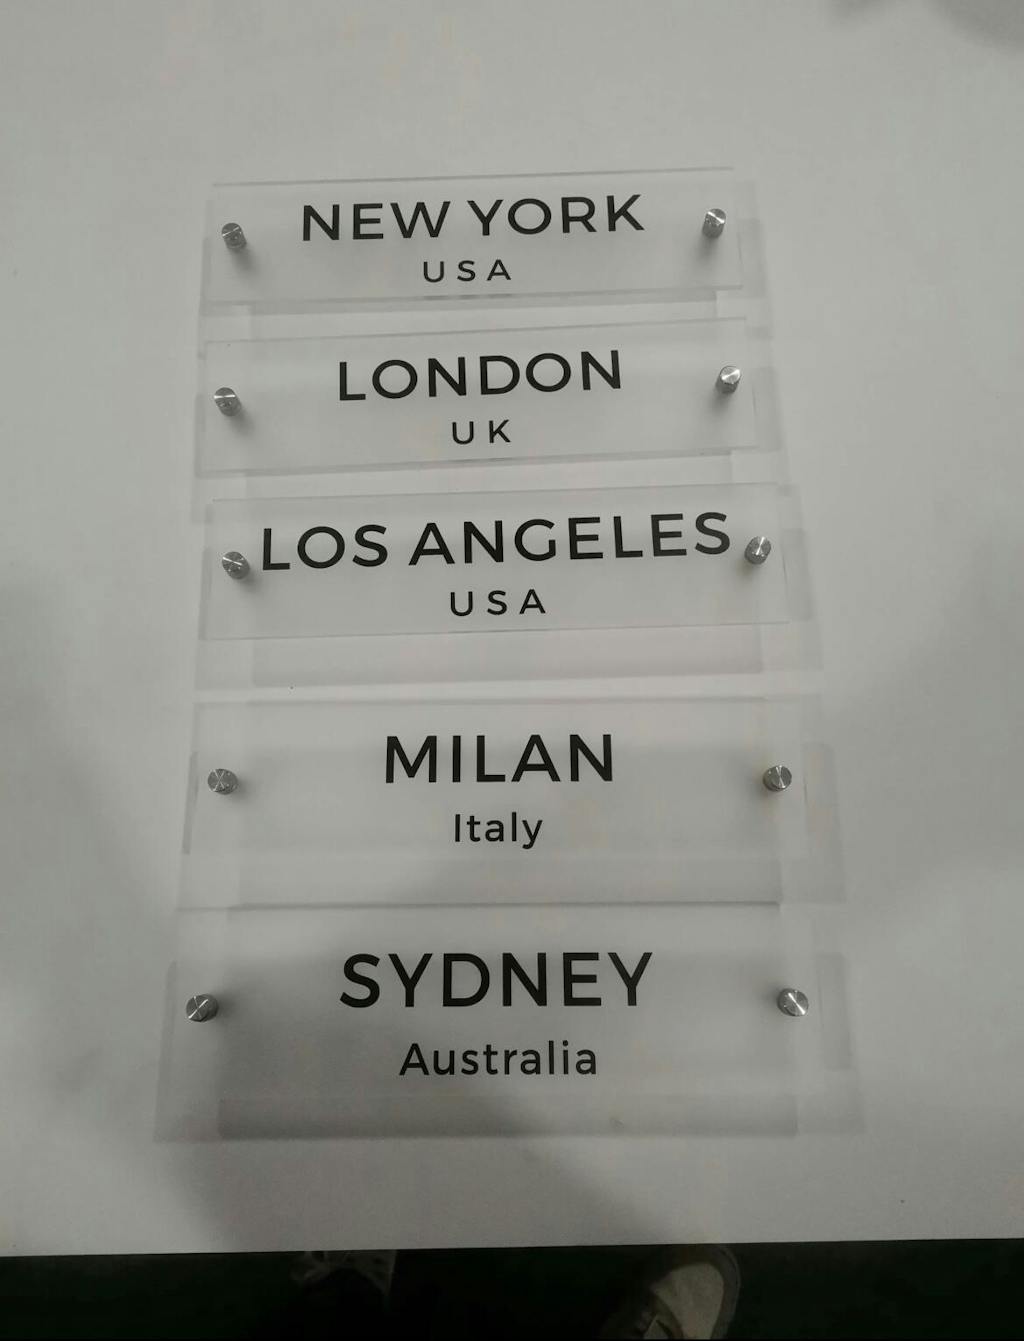 NEW YORK
USA
LONDON
UK
LOS ANGELES
USA
MILAN
Italy
SYDNEY
Australia